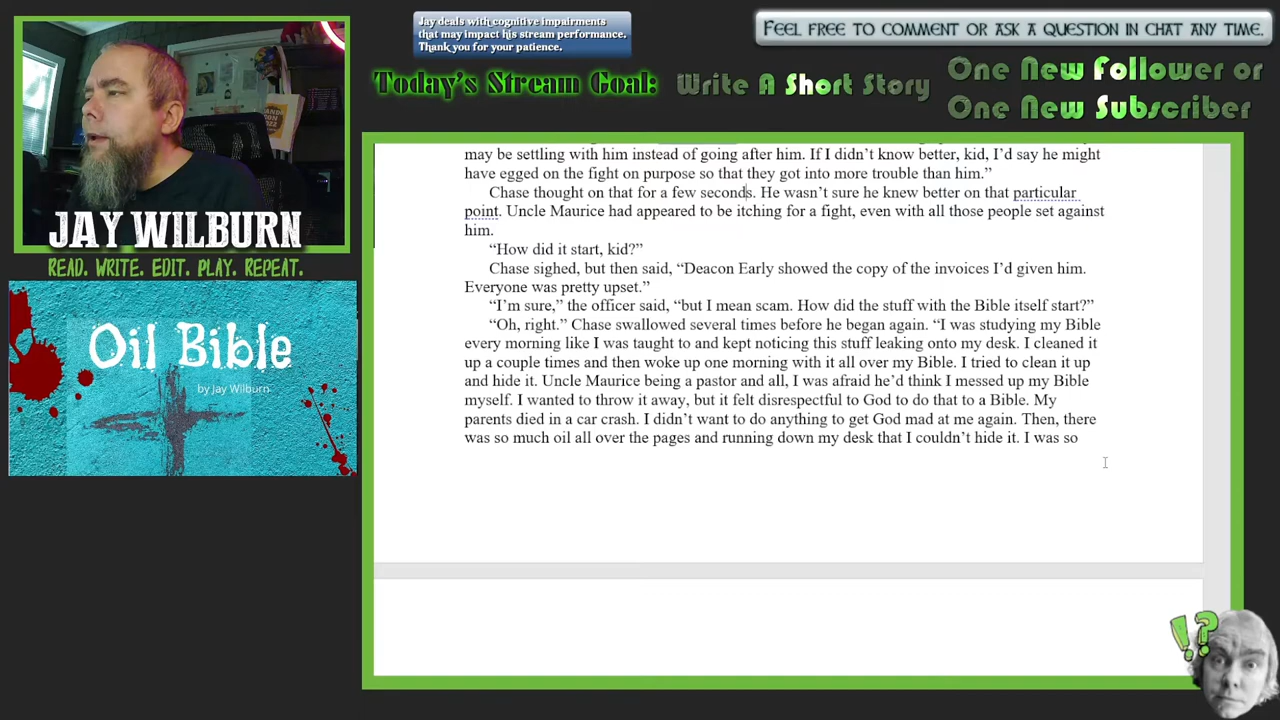 Jay deals with cognitive impairments
that may impact his stream performance.
Thank you for your patience.
Feel free to comment or ask a question in chat any time.
Today's Stream Goal:
Write A Short Story
One New Follower or
One New Subscriber
JAY WILBURN
READ. WRITE. EDIT. PLAY. REPEAT.
Oil Bible
by Jay Wilburn
may be settling with him instead of going after him. If I didn’t know better, kid, I’d say he might
have egged on the fight on purpose so that they got into more trouble than him.”
Chase thought on that for a few seconds. He wasn’t sure he knew better on that particular
point. Uncle Maurice had appeared to be itching for a fight, even with all those people set against
him.
“How did it start, kid?”
Chase sighed, but then said, “Deacon Early showed the copy of the invoices I’d given him.
Everyone was pretty upset.”
“I’m sure,” the officer said, “but I mean scam. How did the stuff with the Bible itself start?”
“Oh, right.” Chase swallowed several times before he began again. “I was studying my Bible
every morning like I was taught to and kept noticing this stuff leaking onto my desk. I cleaned it
up a couple times and then woke up one morning with it all over my Bible. I tried to clean it up
and hide it. Uncle Maurice being a pastor and all, I was afraid he’d think I messed up my Bible
myself. I wanted to throw it away, but it felt disrespectful to God to do that to a Bible. My
parents died in a car crash. I didn’t want to do anything to get God mad at me again. Then, there
was so much oil all over the pages and running down my desk that I couldn’t hide it. I was so
!?